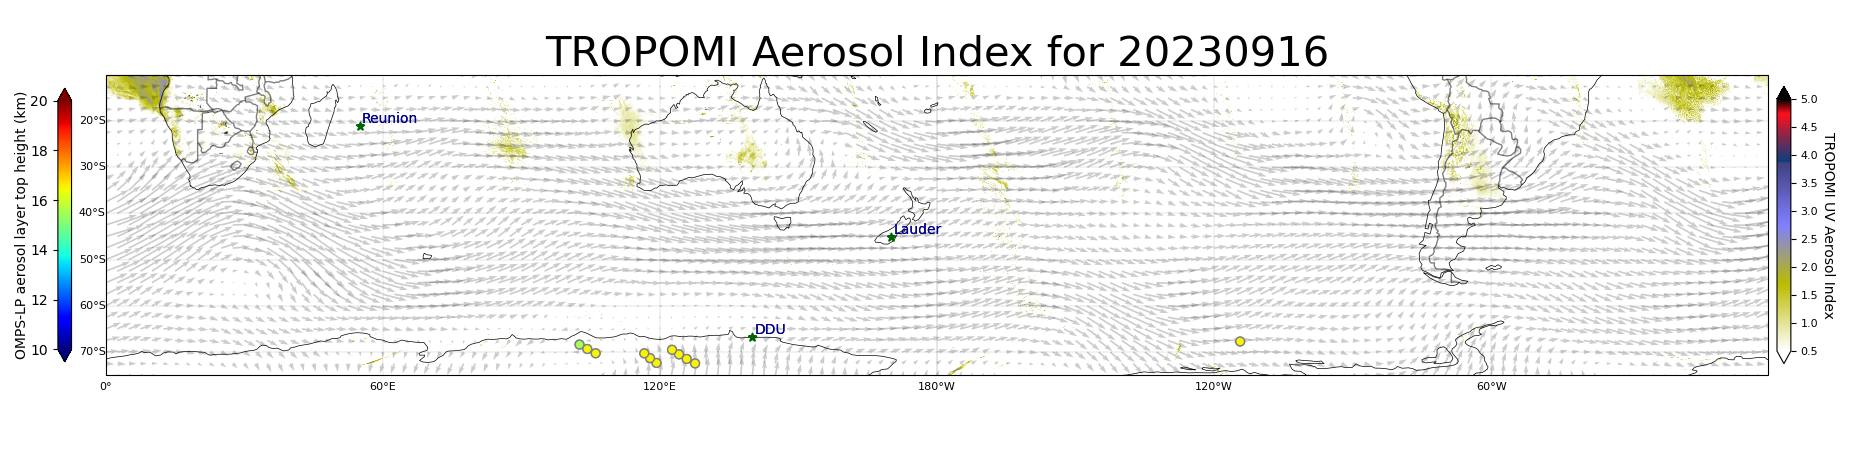 TROPOMI Aerosol Index for 20230916
OMPS-LP aerosol layer top height (km)
20
18
16
14
12
10
20°S
30°S
40°S
50°S
60°S
70°S
Reunion
Lauder
DDU
0°
60°E
120°E
180°W
120°W
60°W
5.0
4.5
4.0
3.5
3.0
2.5
2.0
1.5
1.0
0.5
TROPOMI UV Aerosol Index